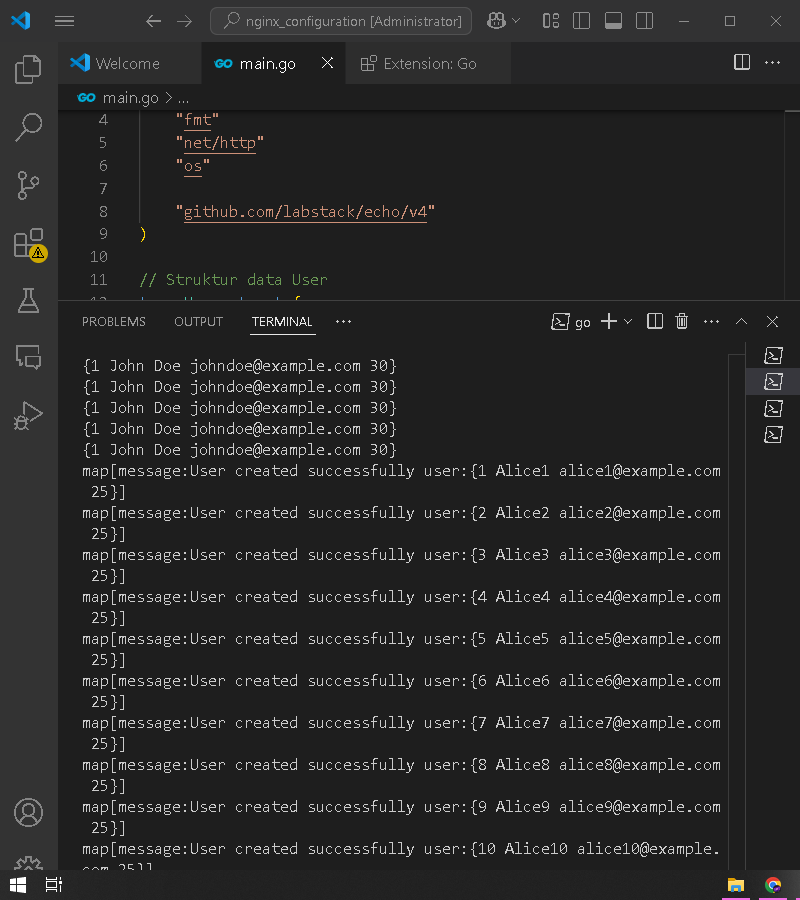 nginx_configuration [Administrator]
Welcome
GO main.go
Extension: Go
GO main.go > ...
4 "fmt"
5 "net/http"
6 "os"
7
8 "github.com/labstack/echo/v4"
9 )
10
11 // Struktur data User
PROBLEMS OUTPUT TERMINAL ...
go
{1 John Doe johndoe@example.com 30}
{1 John Doe johndoe@example.com 30}
{1 John Doe johndoe@example.com 30}
{1 John Doe johndoe@example.com 30}
{1 John Doe johndoe@example.com 30}
map[message:User created successfully user:{1 Alice1 alice1@example.com
25}]
map[message:User created successfully user:{2 Alice2 alice2@example.com
25}]
map[message:User created successfully user:{3 Alice3 alice3@example.com
25}]
map[message:User created successfully user:{4 Alice4 alice4@example.com
25}]
map[message:User created successfully user:{5 Alice5 alice5@example.com
25}]
map[message:User created successfully user:{6 Alice6 alice6@example.com
25}]
map[message:User created successfully user:{7 Alice7 alice7@example.com
25}]
map[message:User created successfully user:{8 Alice8 alice8@example.com
25}]
map[message:User created successfully user:{9 Alice9 alice9@example.com
25}]
map[message:User created successfully user:{10 Alice10 alice10@example.
com 25}]